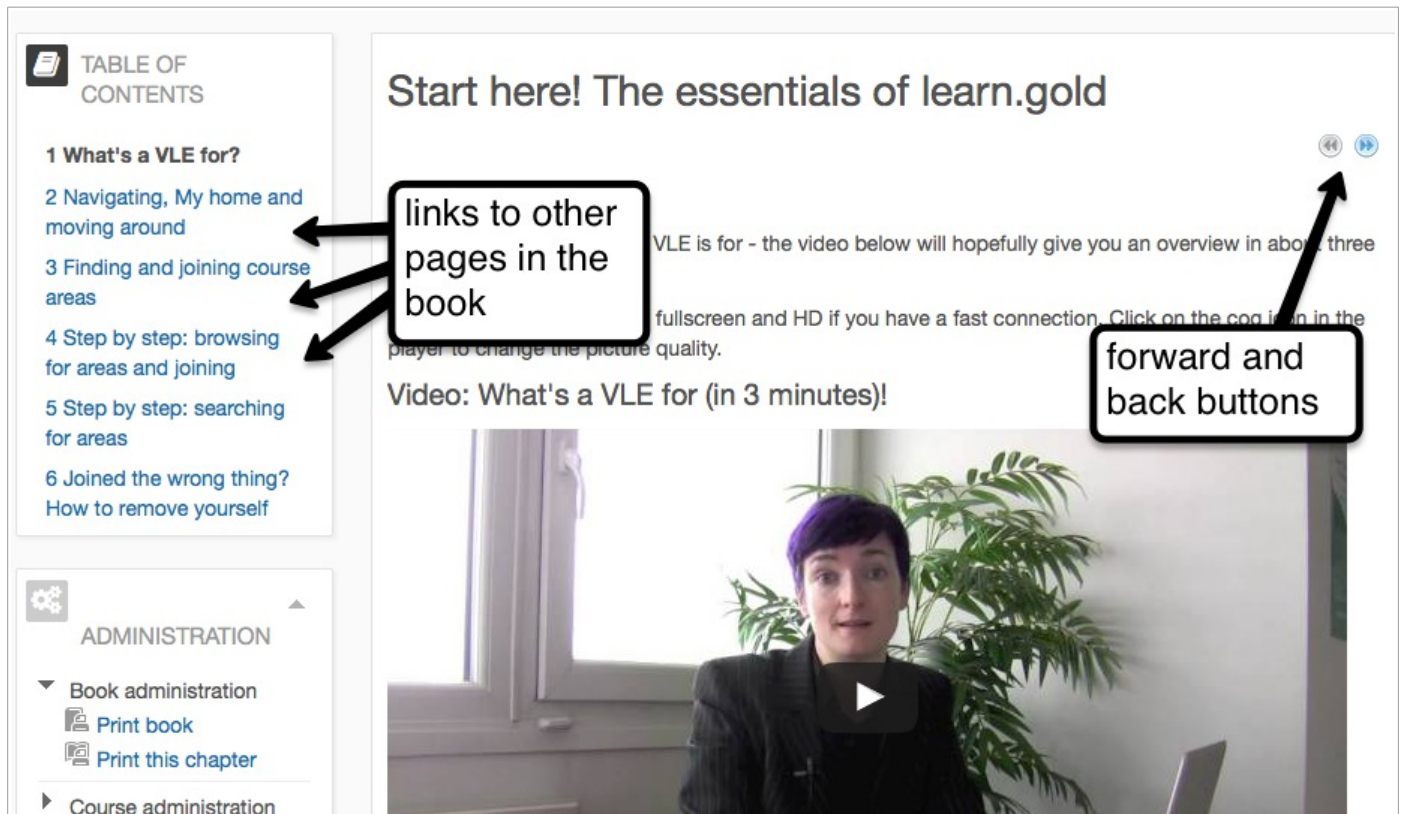 TABLE OF
CONTENTS
1 What's a VLE for?
2 Navigating, My home and
moving around
3 Finding and joining course
areas
4 Step by step: browsing
for areas and joining
5 Step by step: searching
for areas
6 Joined the wrong thing?
How to remove yourself
ADMINISTRATION
Book administration
Print book
Print this chapter
Course administration
Start here! The essentials of learn.gold
links to other
pages in the
book
VLE is for - the video below will hopefully give you an overview in about three
fullscreen and HD if you have a fast connection. Click on the cog icon in the
player to change the picture quality.
forward and
back buttons
Video: What's a VLE for (in 3 minutes)!